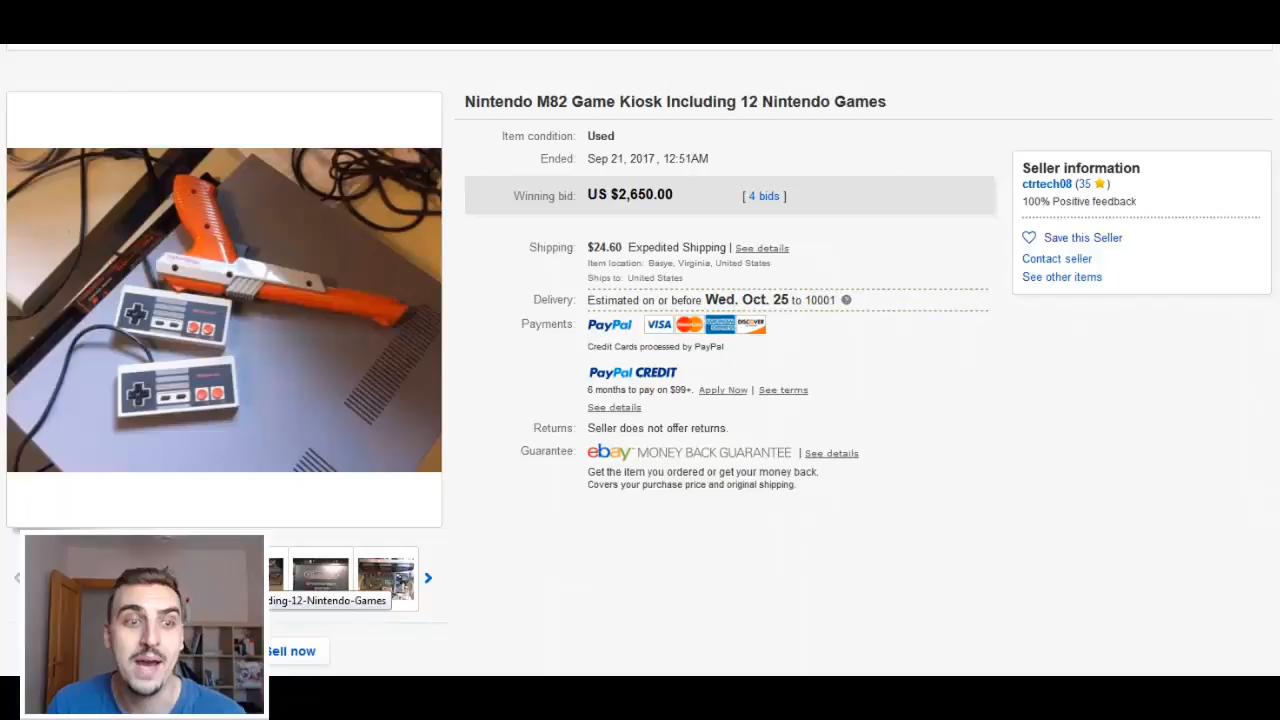 Nintendo M82 Game Kiosk Including 12 Nintendo Games
Item condition: Used
Ended: Sep 21, 2017 , 12:51AM
Winning bid: US $2,650.00 [ 4 bids ]
Shipping: $24.60 Expedited Shipping | See details
Item location: Basye, Virginia, United States
Ships to: United States
Delivery: Estimated on or before Wed. Oct. 25 to 10001
Payments: PayPal VISA MasterCard DISCOVER
Credit Cards processed by PayPal
PayPal CREDIT
6 months to pay on $99+. Apply Now | See terms
See details
Returns: Seller does not offer returns.
Guarantee: ebay MONEY BACK GUARANTEE | See details
Get the item you ordered or get your money back.
Covers your purchase price and original shipping.
Seller information
ctrtech08 (35 )
100% Positive feedback
Save this Seller
Contact seller
See other items
ding-12-Nintendo-Games
Sell now